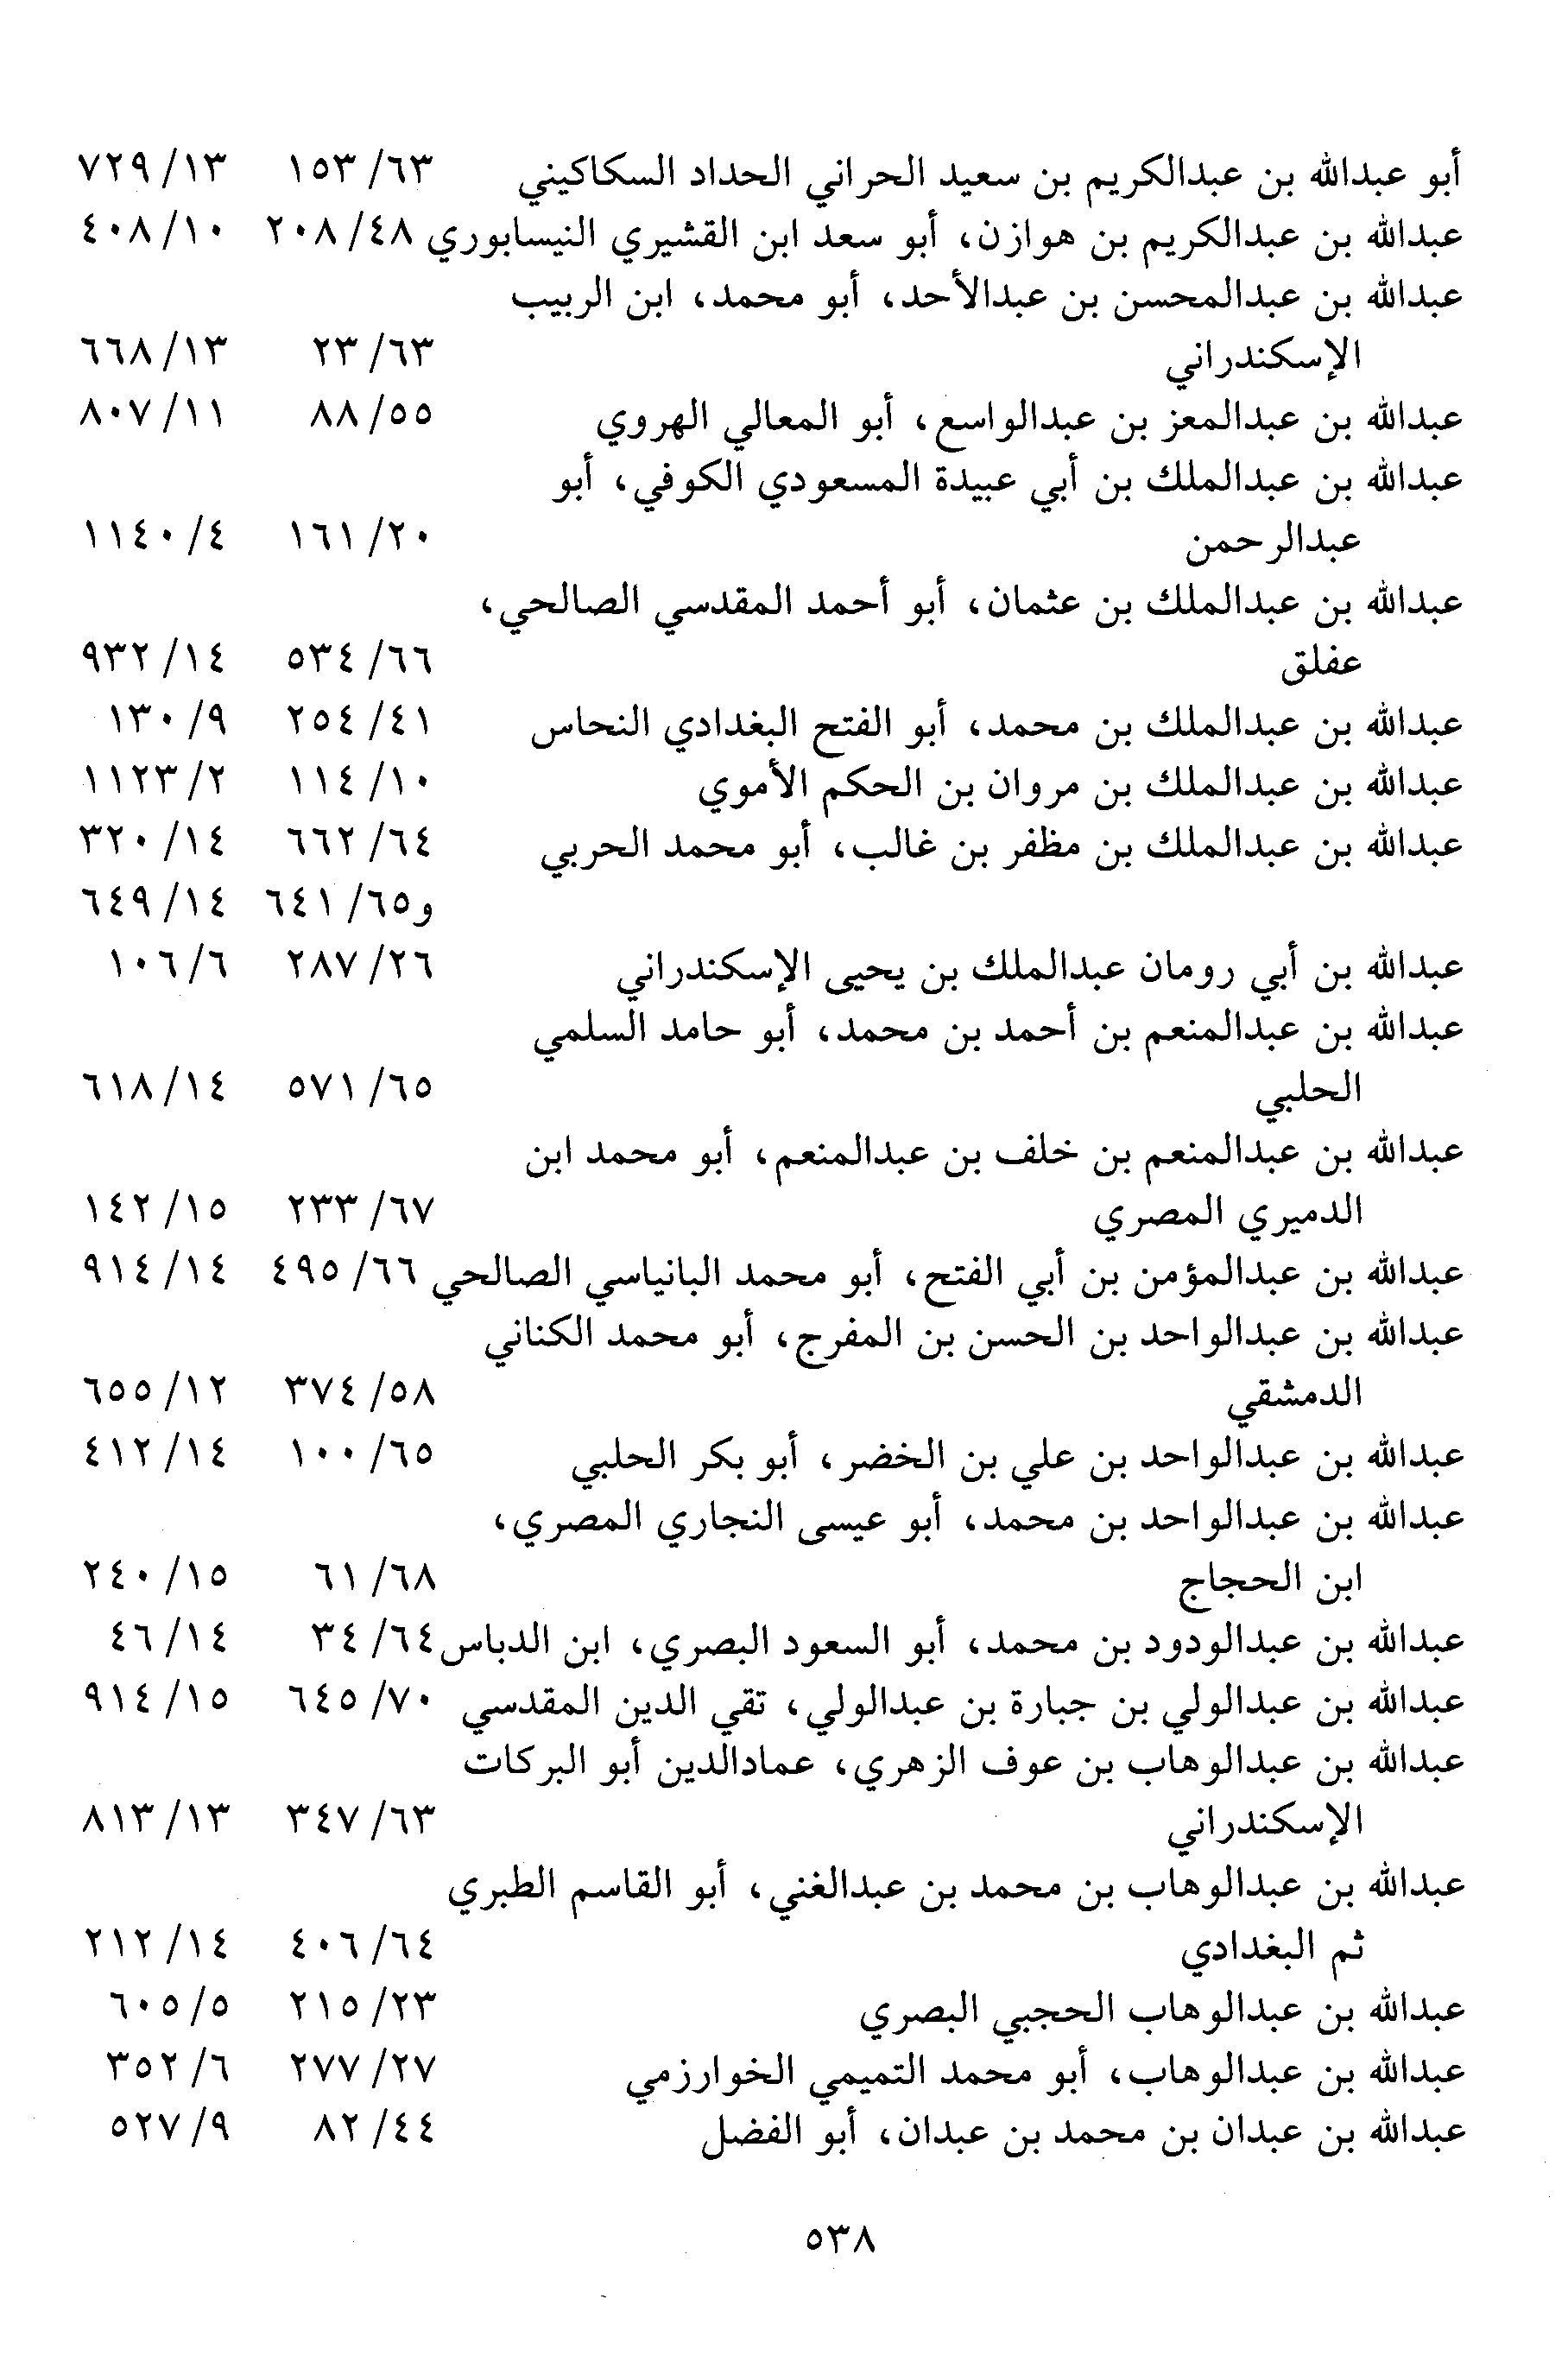 أبو عبدالله بن عبدالكريم بن سعيد الحراني الحداد السكاكيني ٦٣/ ١٥٣ ١٣/ ٧٢٩
عبدالله بن عبدالكريم بن هوازن، أبو سعد ابن القشيري النيسابوري ٤٨/ ٢٠٨ ١٠/ ٤٠٨
عبدالله بن عبدالمحسن بن عبدالأحد، أبو محمد، ابن الربيب
الإسكندراني ٦٣/ ٢٣ ١٣/ ٦٦٨
عبدالله بن عبدالمعز بن عبدالواسع، أبو المعالي الهروي ٥٥/ ٨٨ ١١/ ٨٠٧
عبدالله بن عبدالملك بن أبي عبيدة المسعودي الكوفي، أبو
عبدالرحمن ٢٠/ ١٦١ ٤/ ١١٤٠
عبدالله بن عبدالملك بن عثمان، أبو أحمد المقدسي الصالحي،
عفلق ٦٦/ ٥٣٤ ١٤/ ٩٣٢
عبدالله بن عبدالملك بن محمد، أبو الفتح البغدادي النحاس ٤١/ ٢٥٤ ٩/ ١٣٠
عبدالله بن عبدالملك بن مروان بن الحكم الأموي ١٠/ ١١٤ ٢/ ١١٢٣
عبدالله بن عبدالملك بن مظفر بن غالب، أبو محمد الحربي ٦٤/ ٦٦٢ ١٤/ ٣٢٠
و٦٥/ ٦٤١ ١٤/ ٦٤٩
عبدالله بن أبي رومان عبدالملك بن يحيى الإسكندراني ٢٦/ ٢٨٧ ٦/ ١٠٦
عبدالله بن عبدالمنعم بن أحمد بن محمد، أبو حامد السلمي
الحلبي ٦٥/ ٥٧١ ١٤/ ٦١٨
عبدالله بن عبدالمنعم بن خلف بن عبدالمنعم، أبو محمد ابن
الدميري المصري ٦٧/ ٢٣٣ ١٥/ ١٤٢
عبدالله بن عبدالمؤمن بن أبي الفتح، أبو محمد البانياسي الصالحي ٦٦/ ٤٩٥ ١٤/ ٩١٤
عبدالله بن عبدالواحد بن الحسن بن المفرج، أبو محمد الكناني
الدمشقي ٥٨/ ٣٧٤ ١٢/ ٦٥٥
عبدالله بن عبدالواحد بن علي بن الخضر، أبو بكر الحلبي ٦٥/ ١٠٠ ١٤/ ٤١٢
عبدالله بن عبدالواحد بن محمد، أبو عيسى النجاري المصري،
ابن الحجاج ٦٨/ ٦١ ١٥/ ٢٤٠
عبدالله بن عبدالودود بن محمد، أبو السعود البصري، ابن الدباس ٦٤/ ٣٤ ١٤/ ٤٦
عبدالله بن عبدالولي بن جبارة بن عبدالولي، تقي الدين المقدسي ٧٠/ ٦٤٥ ١٥/ ٩١٤
عبدالله بن عبدالوهاب بن عوف الزهري، عمادالدين أبو البركات
الإسكندراني ٦٣/ ٣٤٧ ١٣/ ٨١٣
عبدالله بن عبدالوهاب بن محمد بن عبدالغني، أبو القاسم الطبري
ثم البغدادي ٦٤/ ٤٠٦ ١٤/ ٢١٢
عبدالله بن عبدالوهاب الحجبي البصري ٢٣/ ٢١٥ ٥/ ٦٠٥
عبدالله بن عبدالوهاب، أبو محمد التميمي الخوارزمي ٢٧/ ٢٧٧ ٦/ ٣٥٢
عبدالله بن عبدان بن محمد بن عبدان، أبو الفضل ٤٤/ ٨٢ ٩/ ٥٢٧
٥٣٨